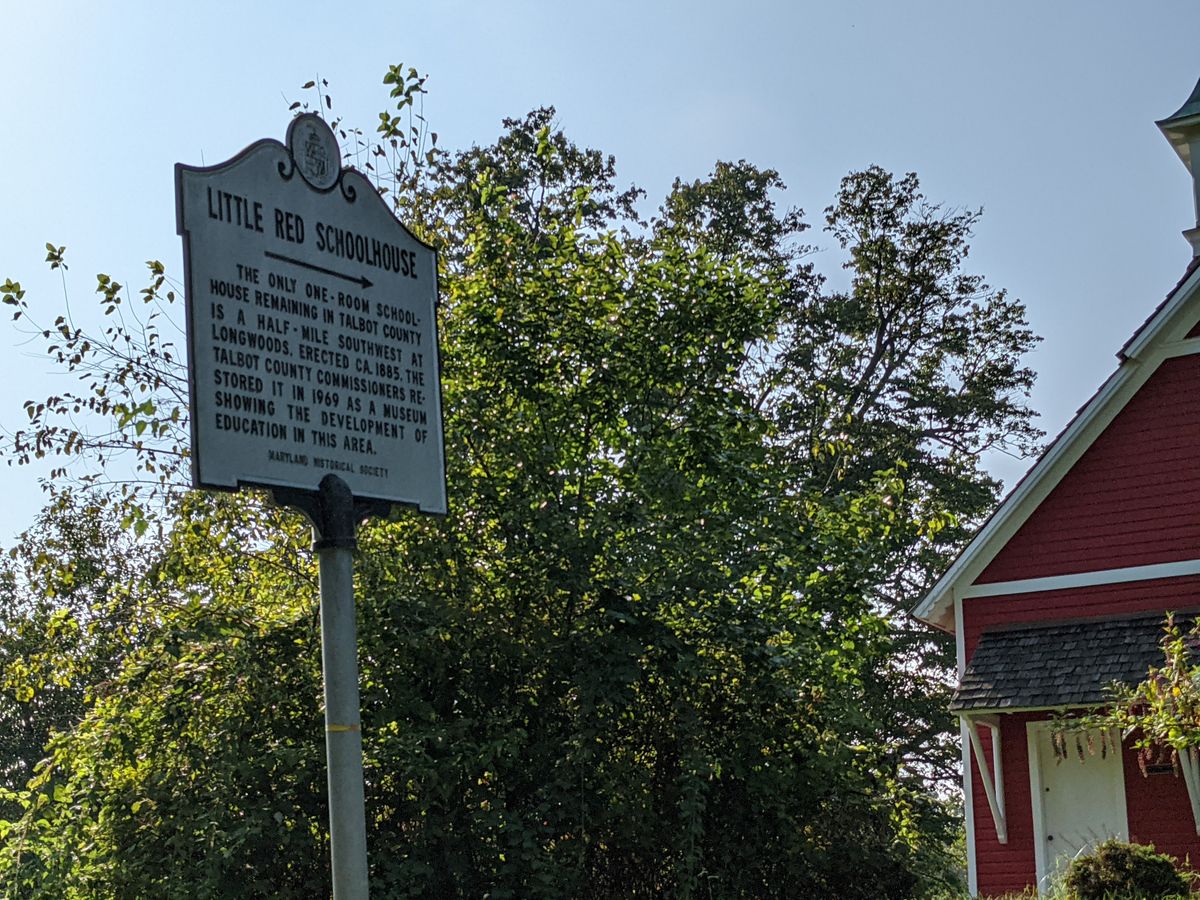 LITTLE RED SCHOOLHOUSE
THE ONLY ONE-ROOM SCHOOL-
HOUSE REMAINING IN TALBOT COUNTY
IS A HALF-MILE SOUTHWEST AT
LONGWOODS. ERECTED CA. 1885. THE
TALBOT COUNTY COMMISSIONERS RE-
STORED IT IN 1969 AS A MUSEUM
SHOWING THE DEVELOPMENT OF
EDUCATION IN THIS AREA.
MARYLAND HISTORICAL SOCIETY